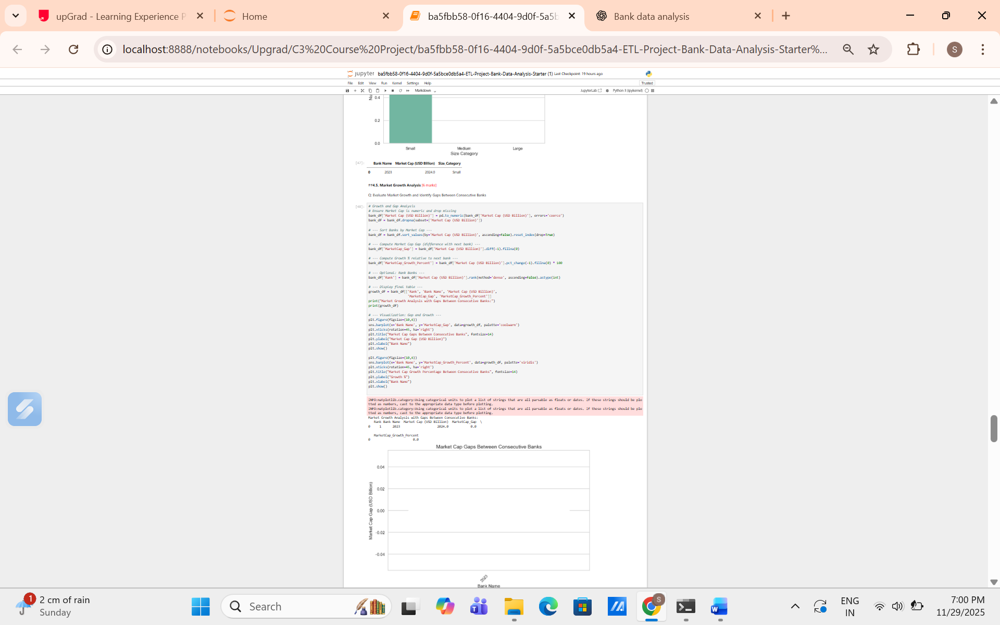 upGrad - Learning Experience P
Home
ba5fbb58-0f16-4404-9d0f-5a5b
Bank data analysis
localhost:8888/notebooks/Upgrad/C3%20Course%20Project/ba5fbb58-0f16-4404-9d0f-5a5bce0db5a4-ETL-Project-Bank-Data-Analysis-Starter%...
S
jupyter ba5fbb58-0f16-4404-9d0f-5a5bce0db5a4-ETL-Project-Bank-Data-Analysis-Starter (1) Last Checkpoint: 19 hours ago
File Edit View Run Kernel Settings Help
Trusted
Markdown
JupyterLab
Python 3 (ipykernel)
Nu
0.4
0.2
0.0
Small Medium Large
Size Category
[47]:
Bank Name Market Cap (USD Billion) Size_Category
0 2023 2024.0 Small
##4.5. Market Growth Analysis [6 marks]
Q: Evaluate Market Growth and Identify Gaps Between Consecutive Banks
[48]:
# Growth and Gap Analysis
# Ensure Market Cap is numeric and drop missing
bank_df['Market Cap (USD Billion)'] = pd.to_numeric(bank_df['Market Cap (USD Billion)'], errors='coerce')
bank_df = bank_df.dropna(subset=['Market Cap (USD Billion)'])
# --- Sort Banks by Market Cap ---
bank_df = bank_df.sort_values(by='Market Cap (USD Billion)', ascending=False).reset_index(drop=True)
# --- Compute Market Cap Gap (difference with next bank) ---
bank_df['MarketCap_Gap'] = bank_df['Market Cap (USD Billion)'].diff(-1).fillna(0)
# --- Compute Growth % relative to next bank ---
bank_df['MarketCap_Growth_Percent'] = bank_df['Market Cap (USD Billion)'].pct_change(-1).fillna(0) * 100
# --- Optional: Rank Banks ---
bank_df['Rank'] = bank_df['Market Cap (USD Billion)'].rank(method='dense', ascending=False).astype(int)
# --- Display final table ---
growth_df = bank_df[['Rank', 'Bank Name', 'Market Cap (USD Billion)',
'MarketCap_Gap', 'MarketCap_Growth_Percent']]
print("Market Growth Analysis with Gaps Between Consecutive Banks:")
print(growth_df)
# --- Visualization: Gap and Growth ---
plt.figure(figsize=(10,6))
sns.barplot(x='Bank Name', y='MarketCap_Gap', data=growth_df, palette='coolwarm')
plt.xticks(rotation=45, ha='right')
plt.title("Market Cap Gaps Between Consecutive Banks", fontsize=14)
plt.ylabel("Market Cap Gap (USD Billion)")
plt.xlabel("Bank Name")
plt.show()
plt.figure(figsize=(10,6))
sns.barplot(x='Bank Name', y='MarketCap_Growth_Percent', data=growth_df, palette='viridis')
plt.xticks(rotation=45, ha='right')
plt.title("Market Cap Growth Percentage Between Consecutive Banks", fontsize=14)
plt.ylabel("Growth %")
plt.xlabel("Bank Name")
plt.show()
INFO:matplotlib.category:Using categorical units to plot a list of strings that are all parsable as floats or dates. If these strings should be plo
tted as numbers, cast to the appropriate data type before plotting.
INFO:matplotlib.category:Using categorical units to plot a list of strings that are all parsable as floats or dates. If these strings should be plo
tted as numbers, cast to the appropriate data type before plotting.
Market Growth Analysis with Gaps Between Consecutive Banks:
Rank Bank Name Market Cap (USD Billion) MarketCap_Gap \
0 1 2023 2024.0 0.0
MarketCap_Growth_Percent
0 0.0
Market Cap Gaps Between Consecutive Banks
Market Cap Gap (USD Billion)
0.04
0.02
0.00
-0.02
-0.04
2023
Bank Name
1
2 cm of rain
Sunday
Search
S
ENG
IN
7:00 PM
11/29/2025